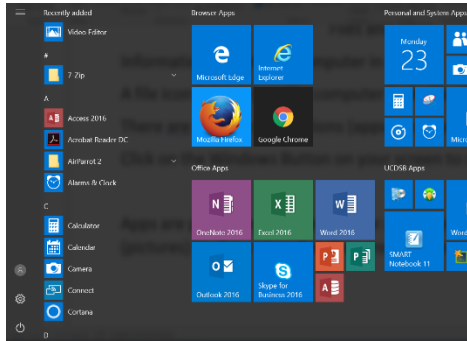 Recently added
Video Editor
#
7 Zip
A
Access 2016
Acrobat Reader DC
AirParrot 2
Alarms & Clock
C
Calculator
Calendar
Camera
Connect
Cortana
D
Browser Apps
Microsoft Edge
Internet
Explorer
Mozilla Firefox
Google Chrome
Office Apps
OneNote 2016
Excel 2016
Word 2016
Outlook 2016
Skype for
Business 2016
Personal and System Apps
Monday
23
Micr
UCDSB Apps
SMART
Notebook 11